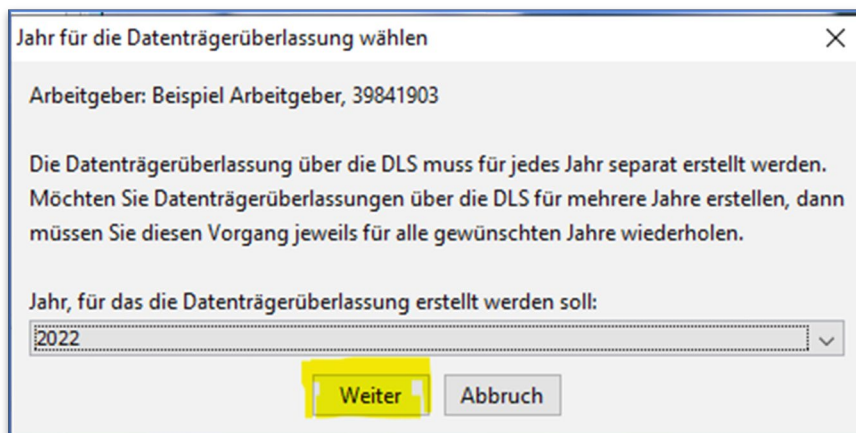 Jahr für die Datenträgerüberlassung wählen
Arbeitgeber: Beispiel Arbeitgeber, 39841903
Die Datenträgerüberlassung über die DLS muss für jedes Jahr separat erstellt werden.
Möchten Sie Datenträgerüberlassungen über die DLS für mehrere Jahre erstellen, dann
müssen Sie diesen Vorgang jeweils für alle gewünschten Jahre wiederholen.
Jahr, für das die Datenträgerüberlassung erstellt werden soll:
2022
Weiter Abbruch